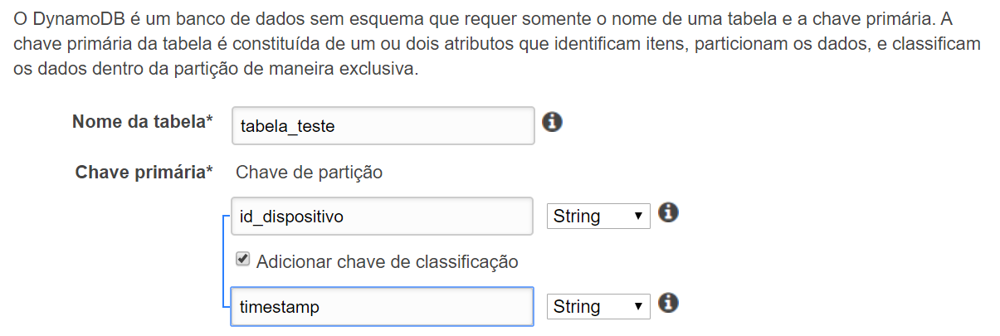 O DynamoDB é um banco de dados sem esquema que requer somente o nome de uma tabela e a chave primária. A
chave primária da tabela é constituída de um ou dois atributos que identificam itens, particionam os dados, e classificam
os dados dentro da partição de maneira exclusiva.
Nome da tabela* tabela_teste
Chave primária* Chave de partição
id_dispositivo String
Adicionar chave de classificação
timestamp String